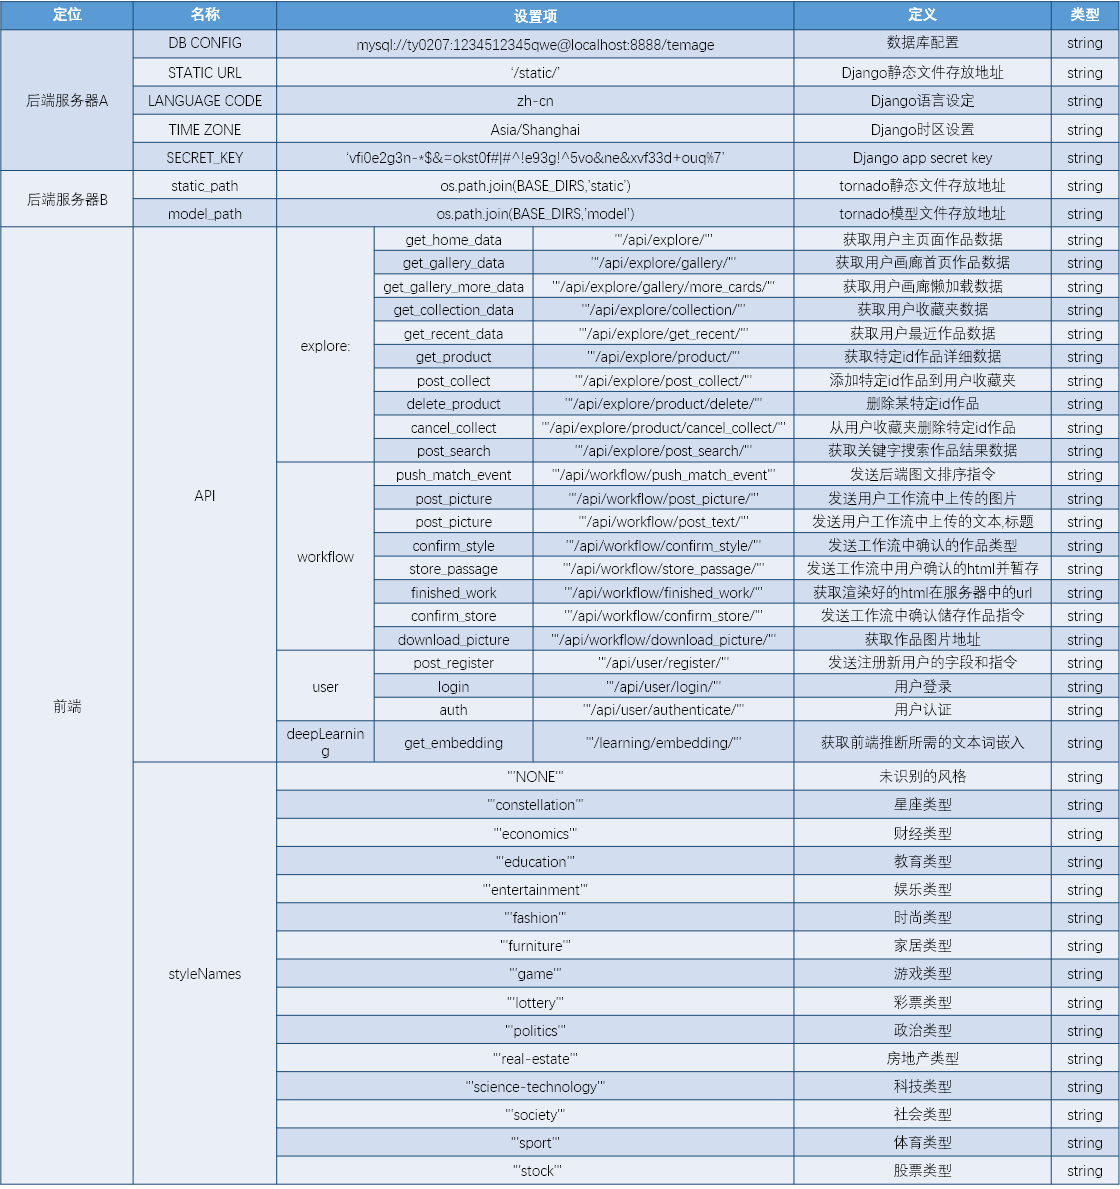 定位 名称 设置项 定义 类型
后端服务器A
DB CONFIG mysql://ty0207:1234512345qwe@localhost:8888/temage 数据库配置 string
STATIC URL '/static/' Django静态文件存放地址 string
LANGUAGE CODE zh-cn Django语言设定 string
TIME ZONE Asia/Shanghai Django时区设置 string
SECRET_KEY 'vfi0e2g3n-*$&=okst0f#|#^!e93g!^5vo&ne&xvf33d+ouq%7' Django app secret key string
后端服务器B
static_path os.path.join(BASE_DIRS,'static') tornado静态文件存放地址 string
model_path os.path.join(BASE_DIRS,'model') tornado模型文件存放地址 string
前端
API
explore:
get_home_data '"/api/explore/"' 获取用户主页面作品数据 string
get_gallery_data '"/api/explore/gallery/"' 获取用户画廊首页作品数据 string
get_gallery_more_data '"/api/explore/gallery/more_cards/"' 获取用户画廊懒加载数据 string
get_collection_data '"/api/explore/collection/"' 获取用户收藏夹数据 string
get_recent_data '"/api/explore/get_recent/"' 获取用户最近作品数据 string
get_product '"/api/explore/product/"' 获取特定id作品详细数据 string
post_collect '"/api/explore/post_collect/"' 添加特定id作品到用户收藏夹 string
delete_product '"/api/explore/product/delete/"' 删除某特定id作品 string
cancel_collect '"/api/explore/product/cancel_collect/"' 从用户收藏夹删除特定id作品 string
post_search '"/api/explore/post_search/"' 获取关键字搜索作品结果数据 string
workflow
push_match_event '"/api/workflow/push_match_event"' 发送后端图文排序指令 string
post_picture '"/api/workflow/post_picture/"' 发送用户工作流中上传的图片 string
post_picture '"/api/workflow/post_text/"' 发送用户工作流中上传的文本,标题 string
confirm_style '"/api/workflow/confirm_style/"' 发送工作流中确认的作品类型 string
store_passage '"/api/workflow/store_passage/"' 发送工作流中用户确认的html并暂存 string
finished_work '"/api/workflow/finished_work/"' 获取渲染好的html在服务器中的url string
confirm_store '"/api/workflow/confirm_store/"' 发送工作流中确认储存作品指令 string
download_picture '"/api/workflow/download_picture/"' 获取作品图片地址 string
user
post_register '"/api/user/register/"' 发送注册新用户的字段和指令 string
login '"/api/user/login/"' 用户登录 string
auth '"/api/user/authenticate/"' 用户认证 string
deepLearnin
g
get_embedding '"/learning/embedding/"' 获取前端推断所需的文本词嵌入 string
styleNames
"'NONE'" 未识别的风格 string
"'constellation'" 星座类型 string
"'economics'" 财经类型 string
"'education'" 教育类型 string
"'entertainment'" 娱乐类型 string
"'fashion'" 时尚类型 string
"'furniture'" 家居类型 string
"'game'" 游戏类型 string
"'lottery'" 彩票类型 string
"'politics'" 政治类型 string
"'real-estate'" 房地产类型 string
"'science-technology'" 科技类型 string
"'society'" 社会类型 string
"'sport'" 体育类型 string
"'stock'" 股票类型 string